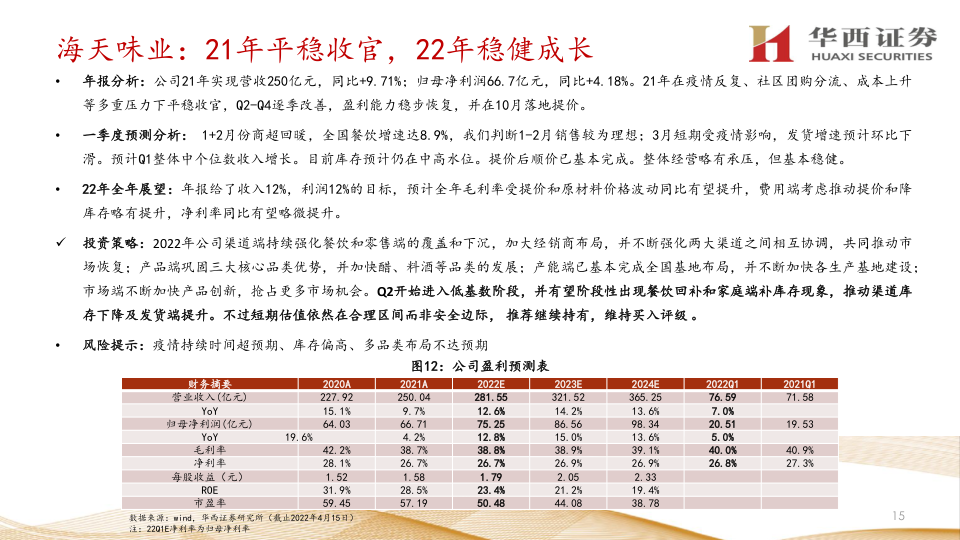 海天味业：21年平稳收官，22年稳健成长
华西证券
HUAXI SECURITIES
• 年报分析：公司21年实现营收250亿元，同比+9.71%；归母净利润66.7亿元，同比+4.18%。21年在疫情反复、社区团购分流、成本上升
等多重压力下平稳收官，Q2-Q4逐季改善，盈利能力稳步恢复，并在10月落地提价。
• 一季度预测分析： 1+2月份商超回暖，全国餐饮增速达8.9%，我们判断1-2月销售较为理想；3月短期受疫情影响，发货增速预计环比下
滑。预计Q1整体中个位数收入增长。目前库存预计仍在中高水位。提价后顺价已基本完成。整体经营略有承压，但基本稳健。
• 22年全年展望：年报给了收入12%，利润12%的目标，预计全年毛利率受提价和原材料价格波动同比有望提升，费用端考虑推动提价和降
库存略有提升，净利率同比有望略微提升。
✓ 投资策略：2022年公司渠道端持续强化餐饮和零售端的覆盖和下沉，加大经销商布局，并不断强化两大渠道之间相互协调，共同推动市
场恢复；产品端巩固三大核心品类优势，并加快醋、料酒等品类的发展；产能端已基本完成全国基地布局，并不断加快各生产基地建设；
市场端不断加快产品创新，抢占更多市场机会。Q2开始进入低基数阶段，并有望阶段性出现餐饮回补和家庭端补库存现象，推动渠道库
存下降及发货端提升。不过短期估值依然在合理区间而非安全边际， 推荐继续持有，维持买入评级 。
• 风险提示：疫情持续时间超预期、库存偏高、多品类布局不达预期
图12：公司盈利预测表
财务摘要 2020A 2021A 2022E 2023E 2024E 2022Q1 2021Q1
营业收入(亿元) 227.92 250.04 281.55 321.52 365.25 76.59 71.58
YoY 15.1% 9.7% 12.6% 14.2% 13.6% 7.0%
归母净利润(亿元) 64.03 66.71 75.25 86.56 98.34 20.51 19.53
YoY 19.6% 4.2% 12.8% 15.0% 13.6% 5.0%
毛利率 42.2% 38.7% 38.8% 38.9% 39.1% 40.0% 40.9%
净利率 28.1% 26.7% 26.7% 26.9% 26.9% 26.8% 27.3%
每股收益（元） 1.52 1.58 1.79 2.05 2.33
ROE 31.9% 28.5% 23.4% 21.2% 19.4%
市盈率 59.45 57.19 50.48 44.08 38.78
数据来源：wind，华西证券研究所（截止2022年4月15日）
注：22Q1E净利率为归母净利率
15